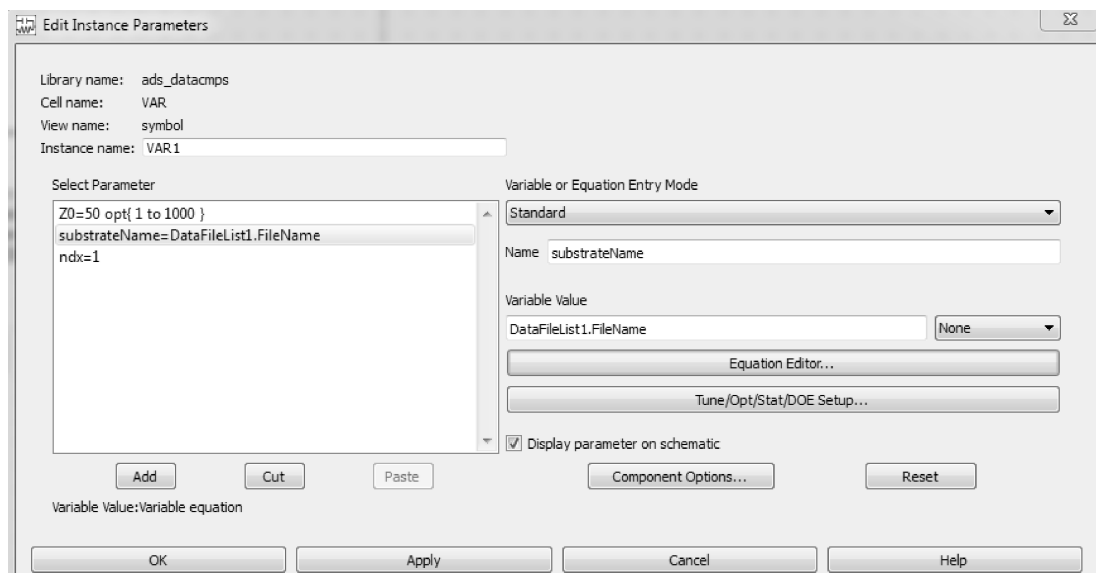 Edit Instance Parameters
Library name: ads_datacmps
Cell name: VAR
View name: symbol
Instance name: VAR1
Select Parameter
Z0=50 opt{ 1 to 1000 }
substrateName=DataFileList1.FileName
ndx=1
Variable or Equation Entry Mode
Standard
Name substrateName
Variable Value
DataFileList1.FileName None
Equation Editor...
Tune/Opt/Stat/DOE Setup...
Display parameter on schematic
Add Cut Paste Component Options... Reset
Variable Value:Variable equation
OK Apply Cancel Help